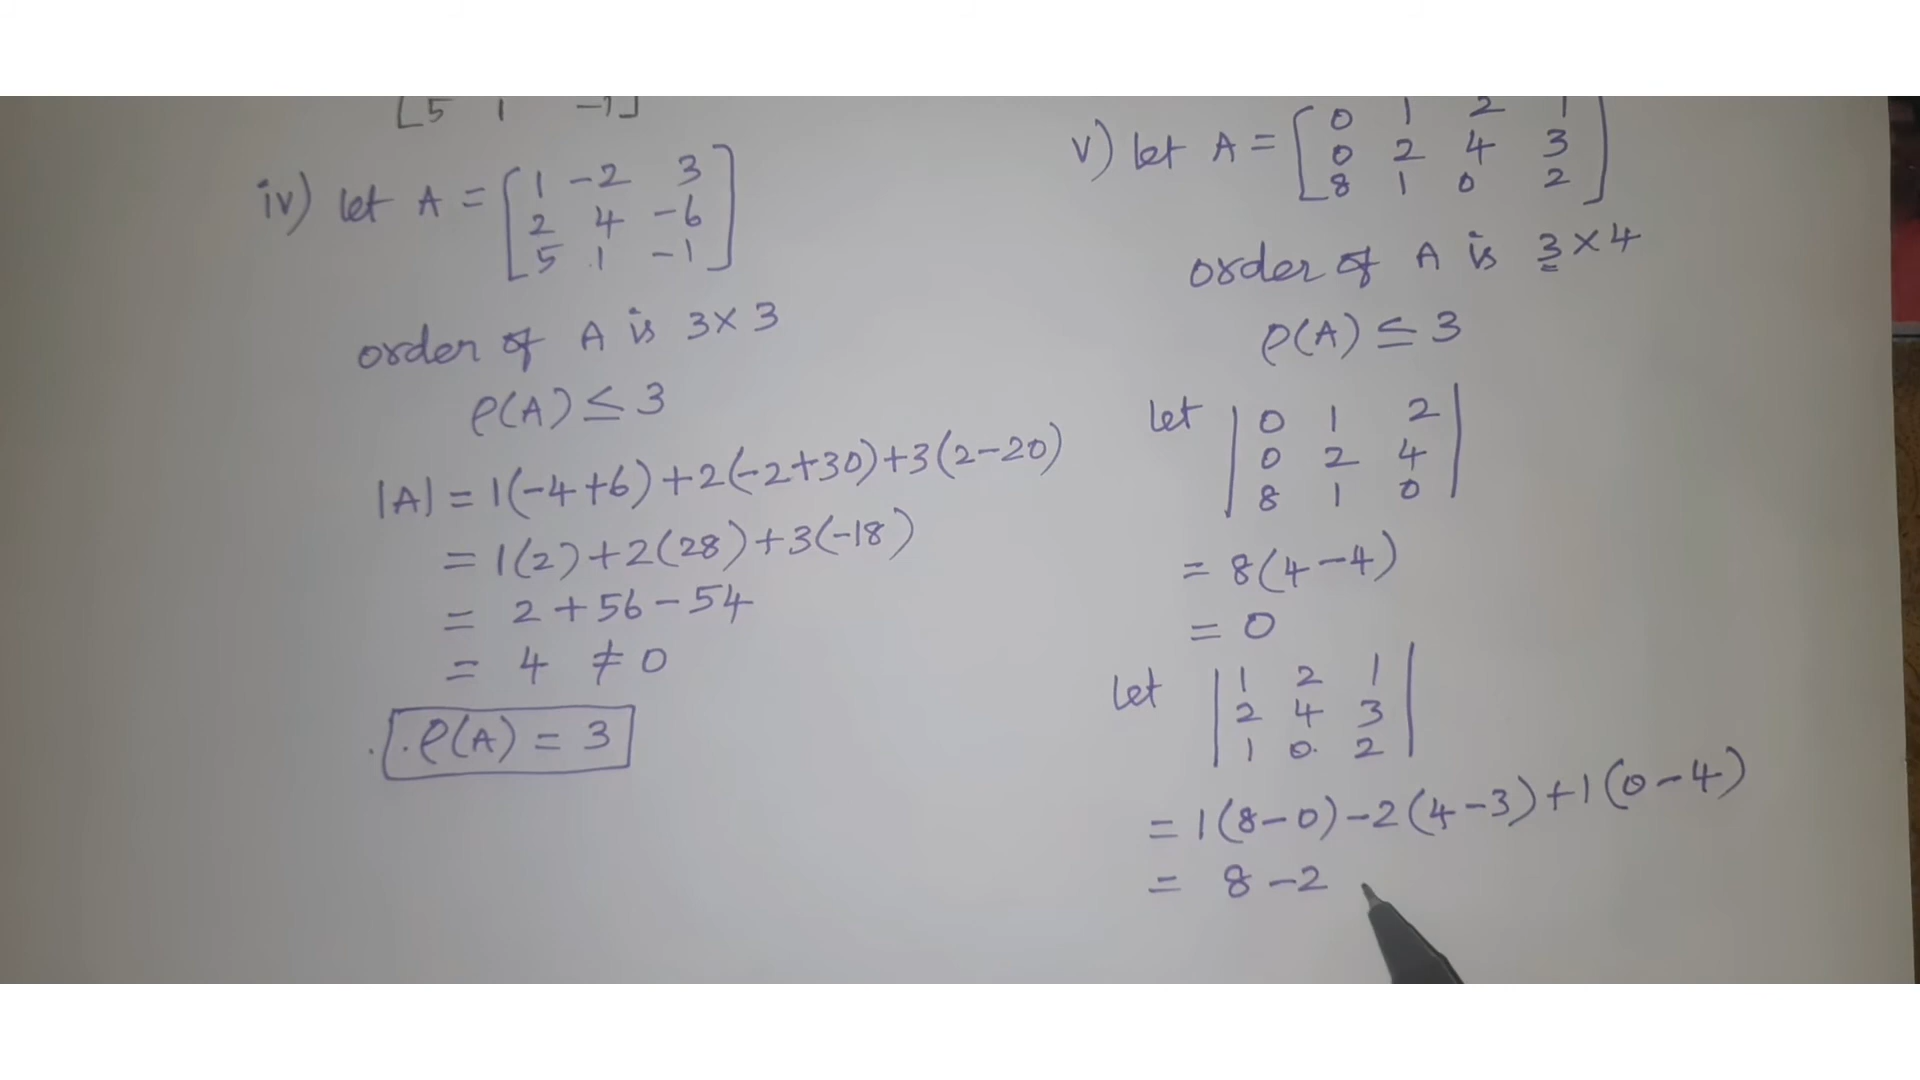 [5 1 -1]
iv) let A = [1 -2 3
2 4 -6
5 1 -1]
order of A is 3×3
ρ(A) ≤ 3
|A| = 1(-4+6)+2(-2+30)+3(2-20)
= 1(2)+2(28)+3(-18)
= 2+56-54
= 4 ≠ 0
∴ ρ(A) = 3
v) let A = [0 1 2 1
0 2 4 3
8 1 0 2]
order of A is 3×4
ρ(A) ≤ 3
let |0 1 2
0 2 4
8 1 0|
= 8(4-4)
= 0
let |1 2 1
2 4 3
1 0 2|
= 1(8-0)-2(4-3)+1(0-4)
= 8-2